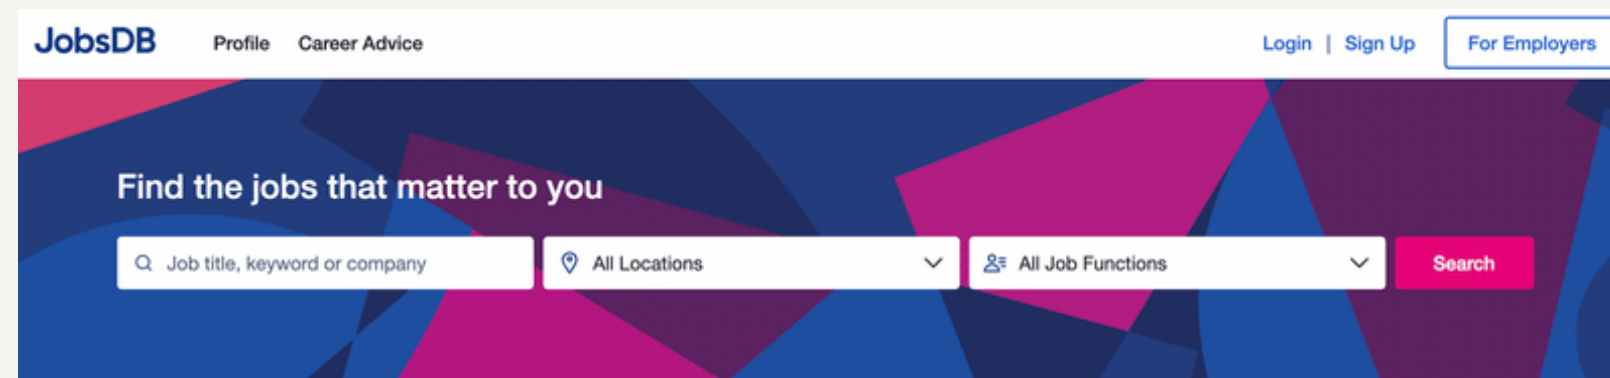 JobsDB Profile Career Advice Login | Sign Up For Employers
Find the jobs that matter to you
Job title, keyword or company All Locations All Job Functions Search